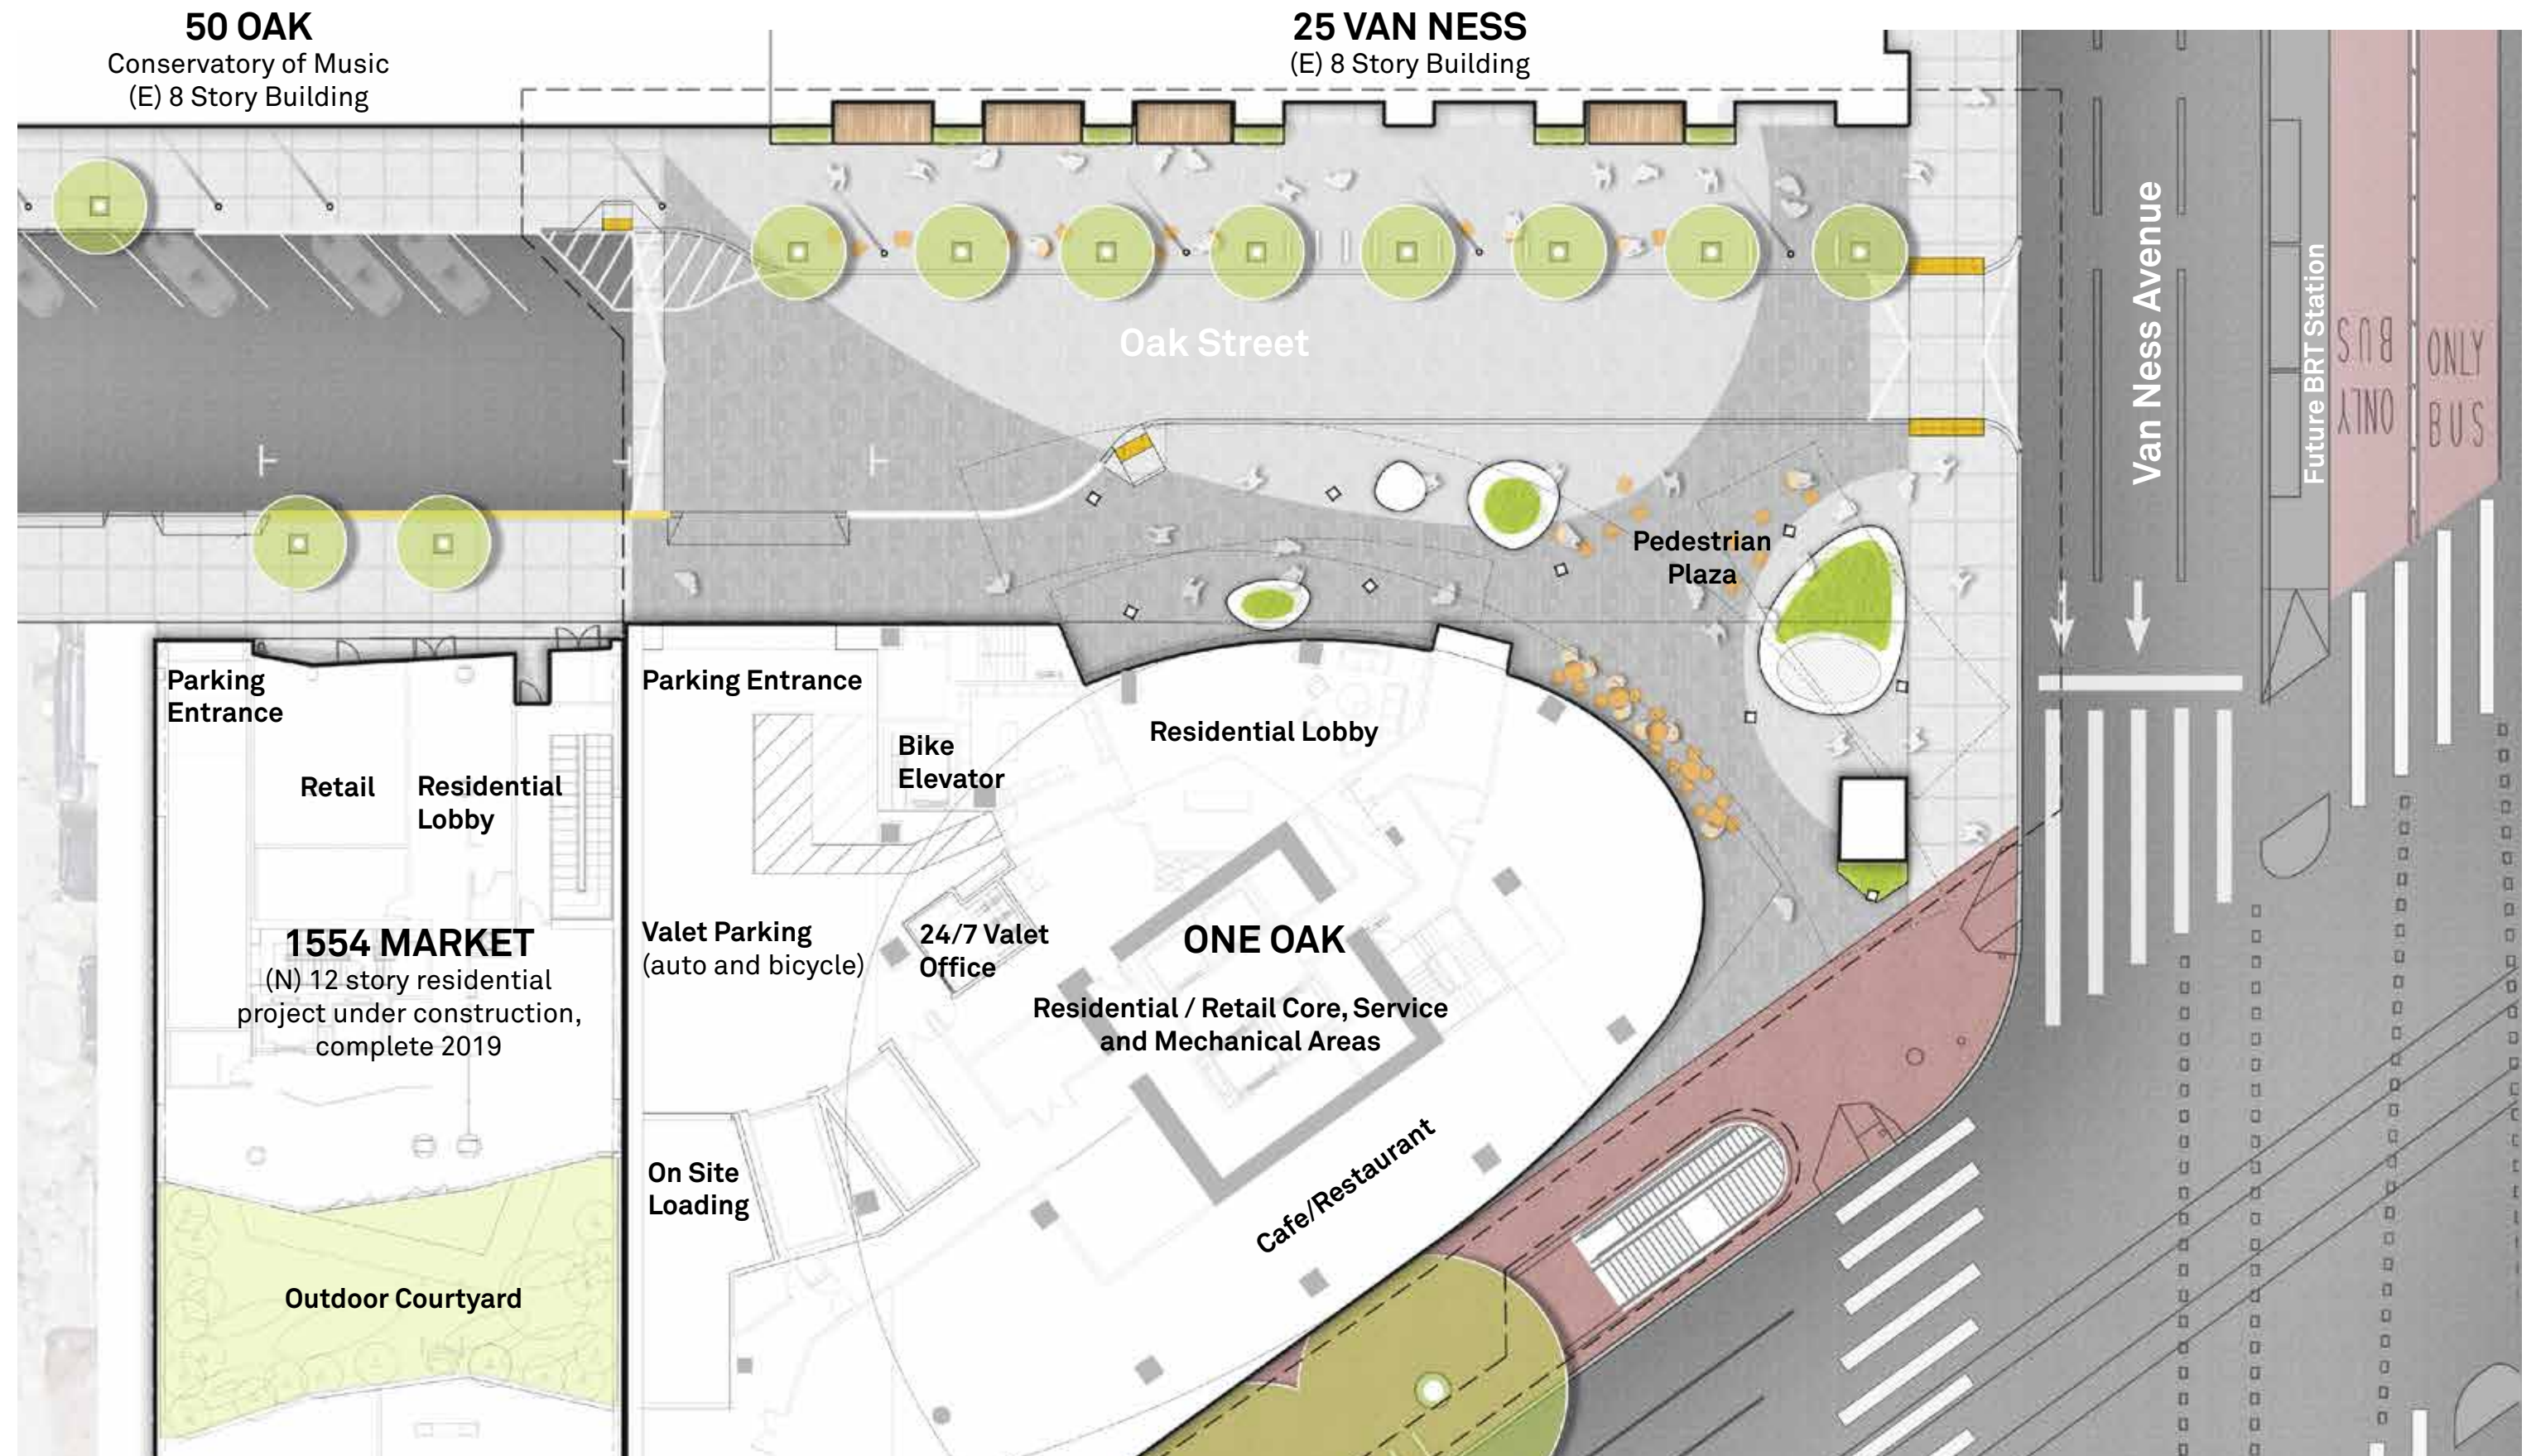 50 OAK
Conservatory of Music
(E) 8 Story Building
25 VAN NESS
(E) 8 Story Building
Oak Street
Van Ness Avenue
Future BRT Station
BUS
ONLY
ONLY
BUS
Pedestrian
Plaza
Parking
Entrance
Retail
Residential
Lobby
1554 MARKET
(N) 12 story residential
project under construction,
complete 2019
Outdoor Courtyard
Parking Entrance
Bike
Elevator
Residential Lobby
Valet Parking
(auto and bicycle)
24/7 Valet
Office
ONE OAK
Residential / Retail Core, Service
and Mechanical Areas
On Site
Loading
Cafe/Restaurant